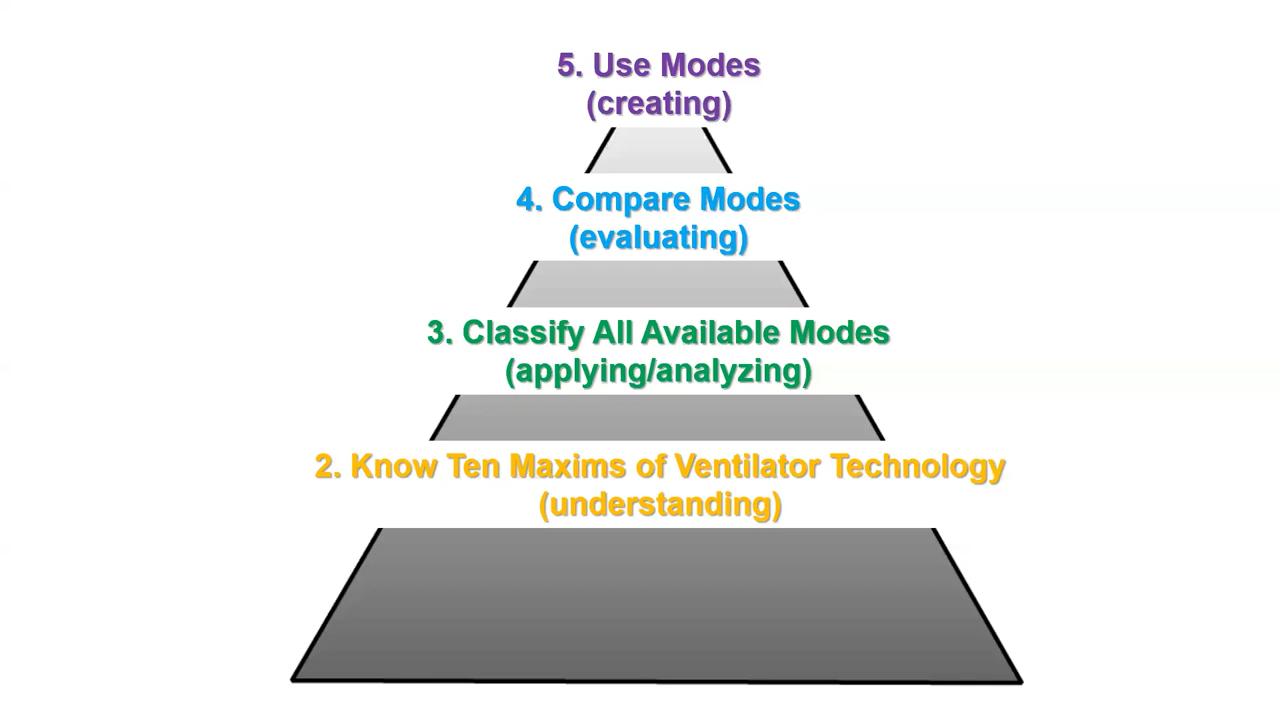 5. Use Modes
(creating)
4. Compare Modes
(evaluating)
3. Classify All Available Modes
(applying/analyzing)
2. Know Ten Maxims of Ventilator Technology
(understanding)